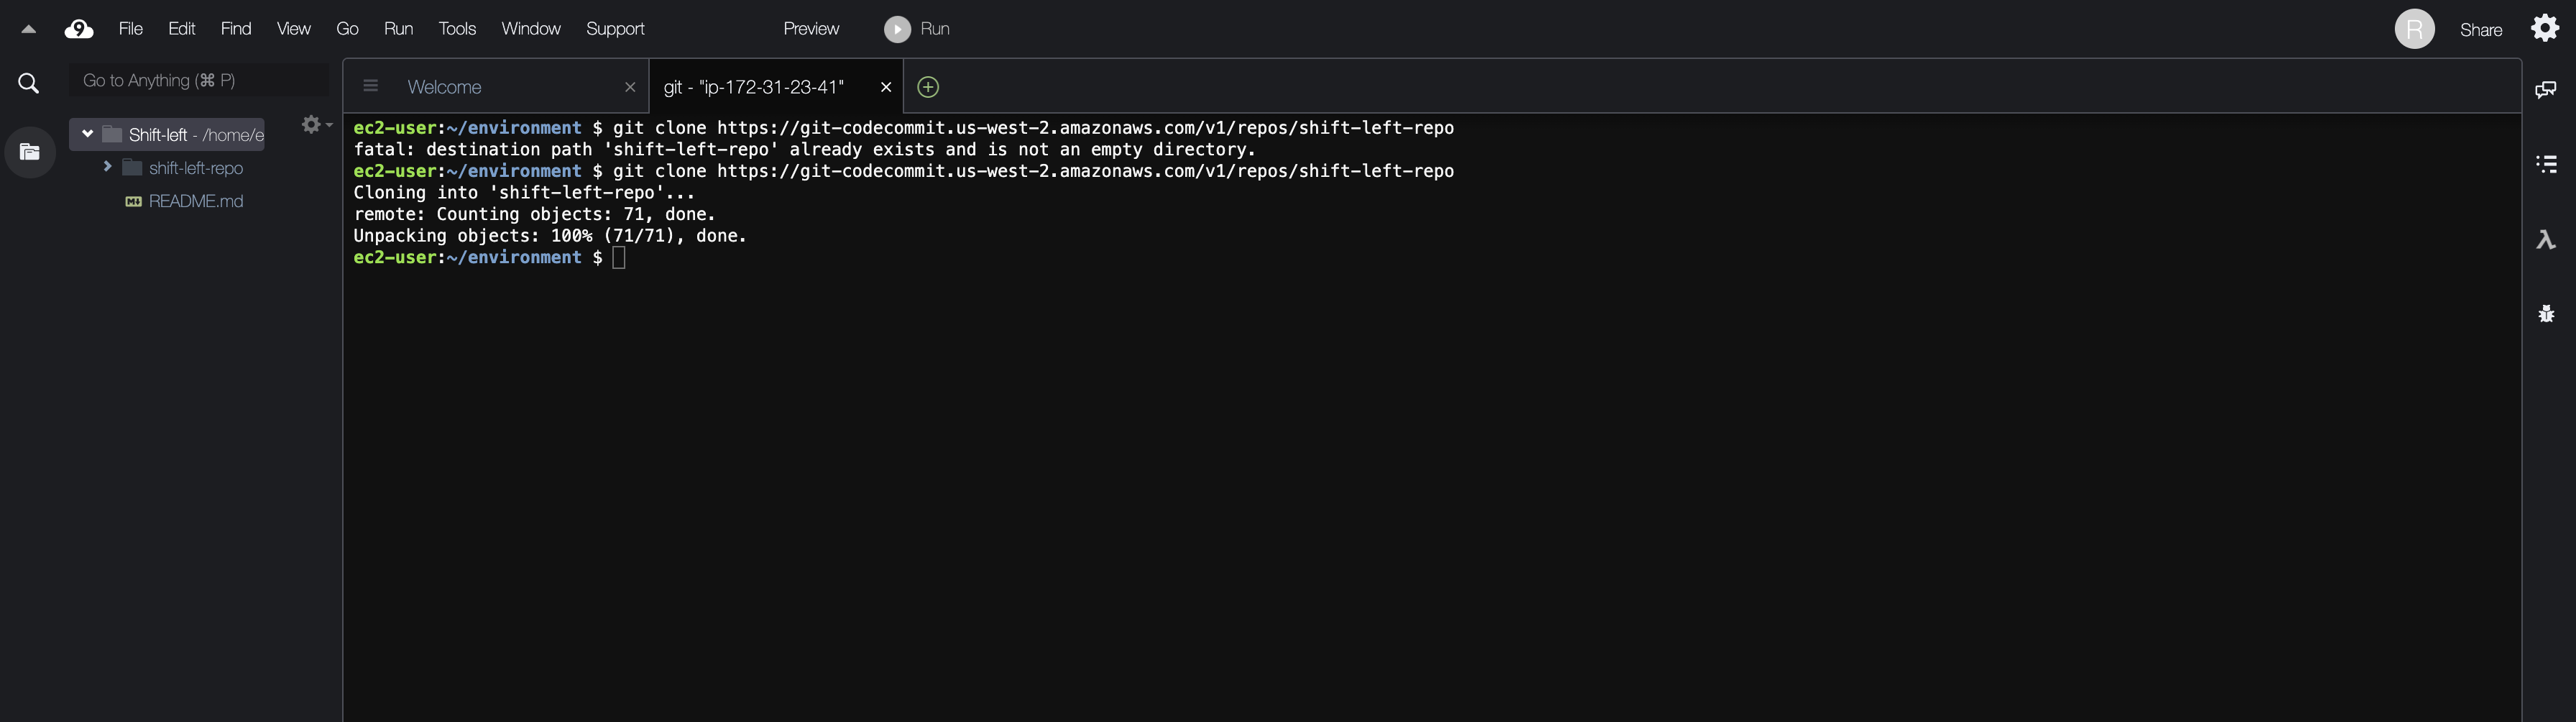 File Edit Find View Go Run Tools Window Support Preview Run R Share
Go to Anything (⌘ P)
Welcome
git - "ip-172-31-23-41"
Shift-left - /home/e
shift-left-repo
README.md
ec2-user:~/environment $ git clone https://git-codecommit.us-west-2.amazonaws.com/v1/repos/shift-left-repo
fatal: destination path 'shift-left-repo' already exists and is not an empty directory.
ec2-user:~/environment $ git clone https://git-codecommit.us-west-2.amazonaws.com/v1/repos/shift-left-repo
Cloning into 'shift-left-repo'...
remote: Counting objects: 71, done.
Unpacking objects: 100% (71/71), done.
ec2-user:~/environment $